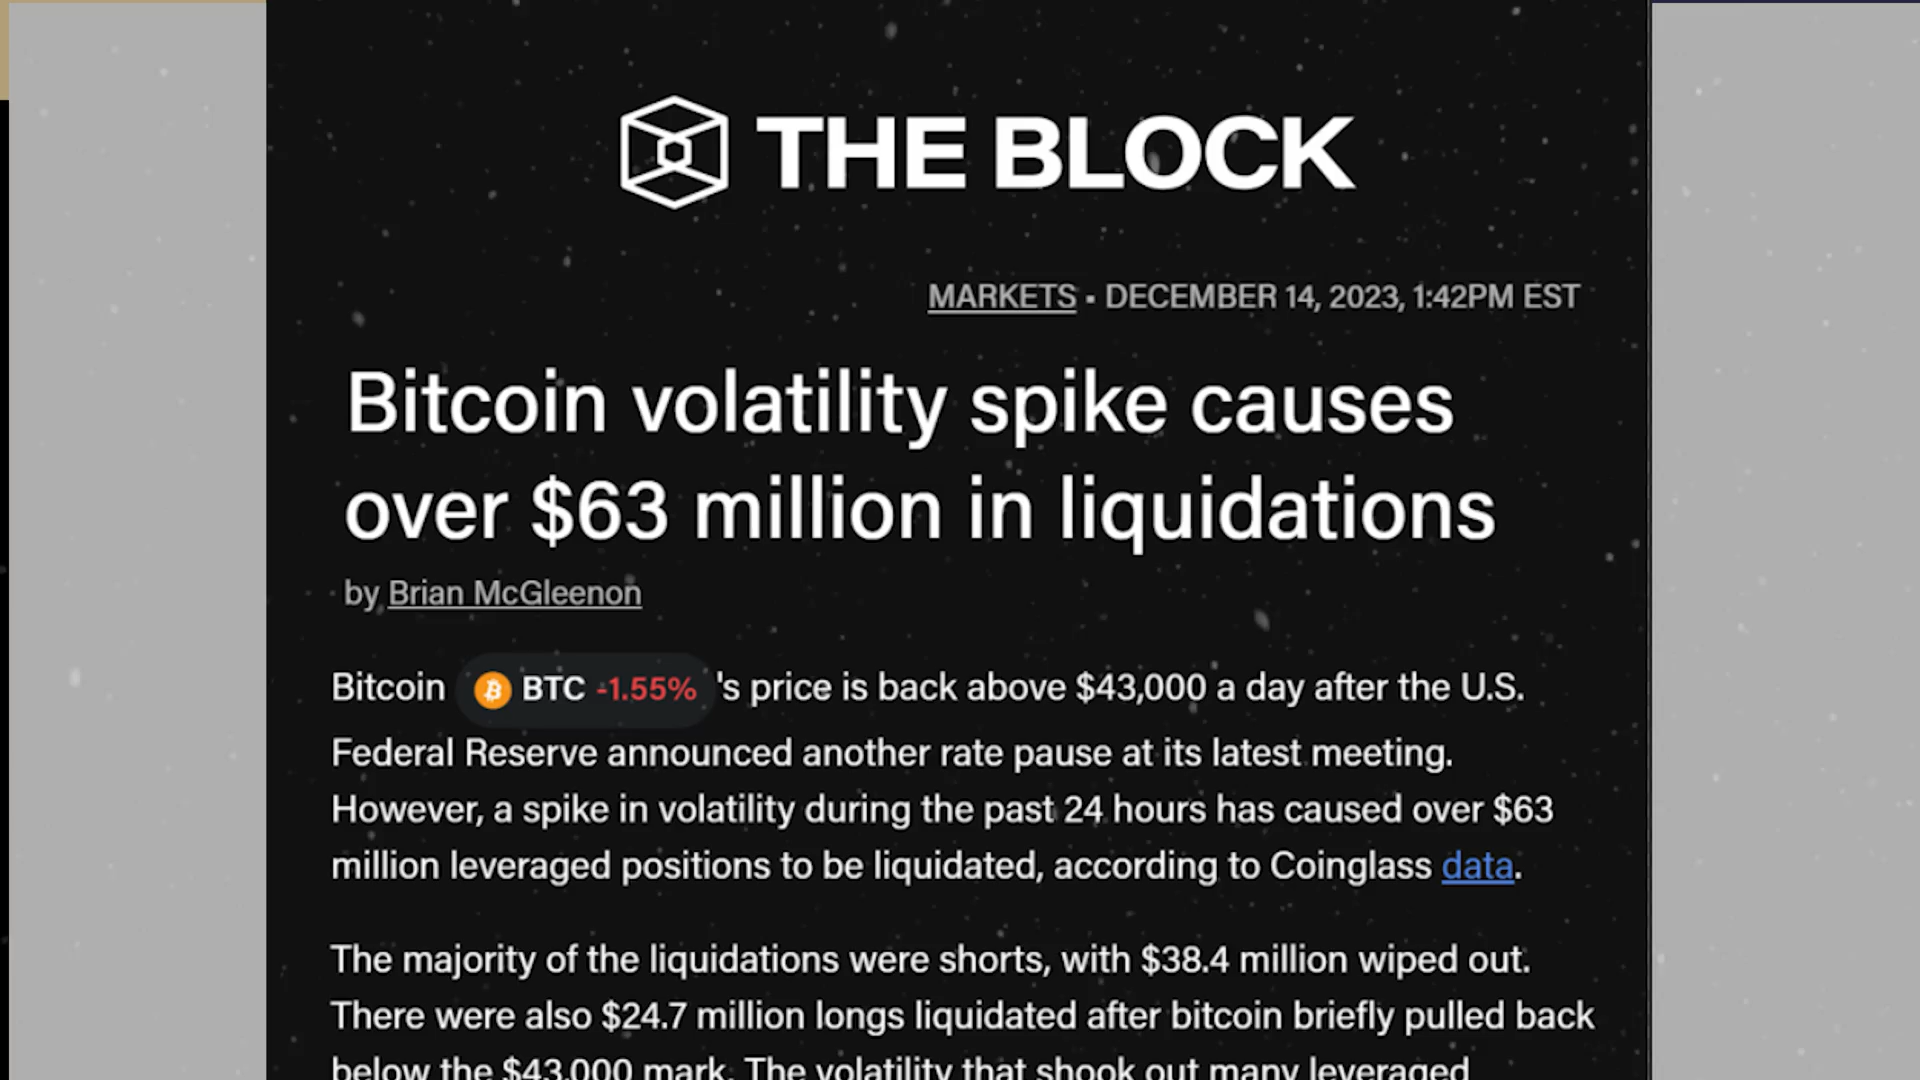 THE BLOCK
MARKETS • DECEMBER 14, 2023, 1:42PM EST
Bitcoin volatility spike causes
over $63 million in liquidations
by Brian McGleenon
Bitcoin BTC -1.55% 's price is back above $43,000 a day after the U.S.
Federal Reserve announced another rate pause at its latest meeting.
However, a spike in volatility during the past 24 hours has caused over $63
million leveraged positions to be liquidated, according to Coinglass data.
The majority of the liquidations were shorts, with $38.4 million wiped out.
There were also $24.7 million longs liquidated after bitcoin briefly pulled back
below the $43,000 mark. The volatility that shook out many leveraged